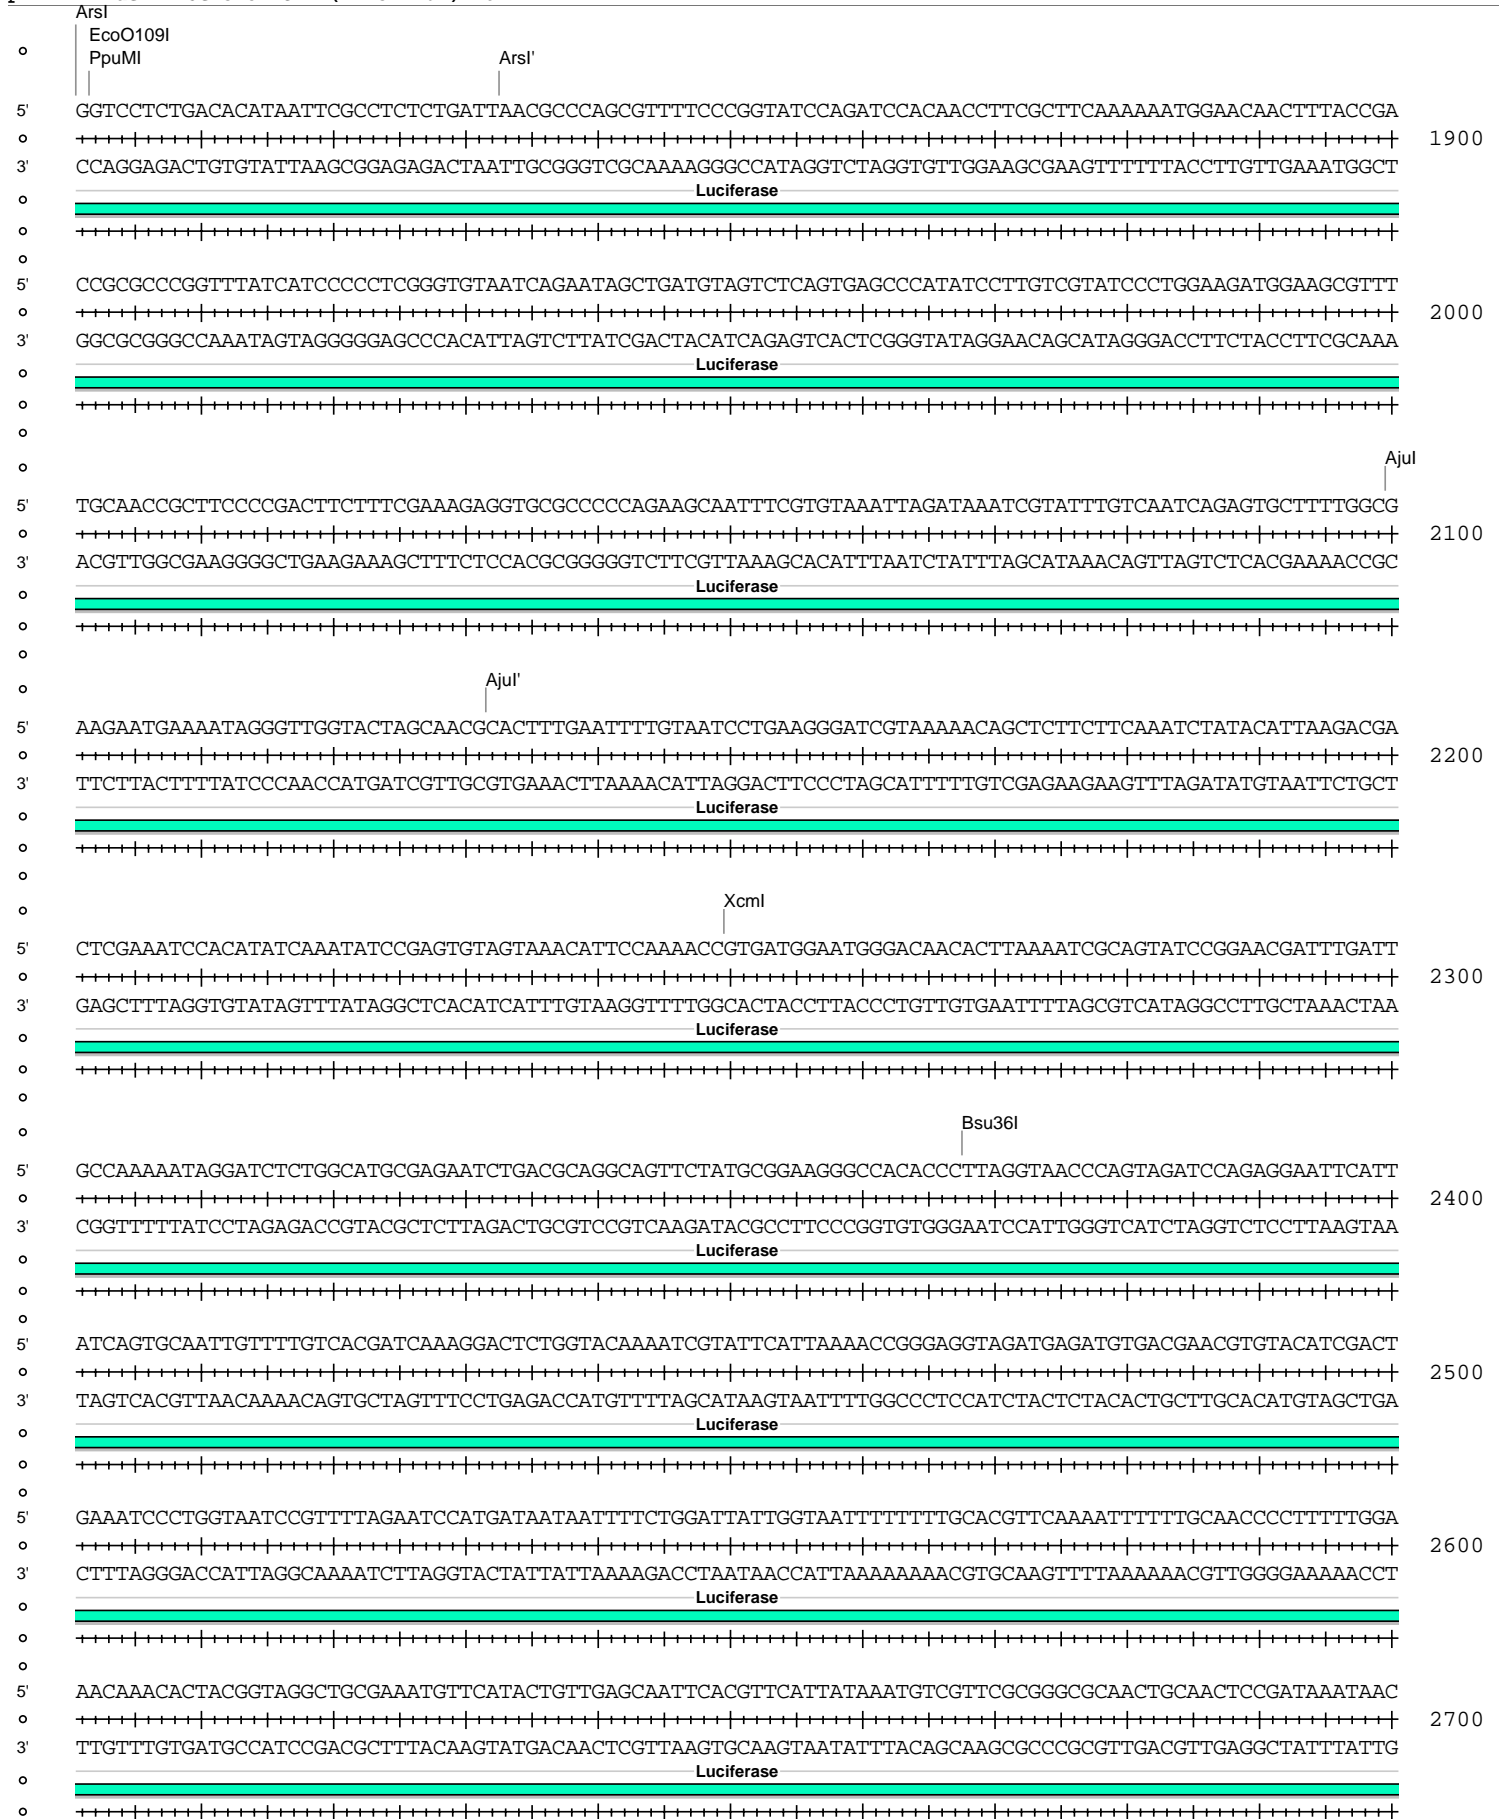 ArsI
EcoO109I
PpuMI ArsI'
5' GGTCCTCTGACACATAATTCGCCTCTCTGATTAACGCCCAGCGTTTTCCCGGTATCCAGATCCACAACCTTCGCTTCAAAAAATGGAACAACTTTACCGA
1900
3' CCAGGAGACTGTGTATTAAGCGGAGAGACTAATTGCGGGTCGCAAAAGGGCCATAGGTCTAGGTGTTGGAAGCGAAGTTTTTTACCTTGTTGAAATGGCT
Luciferase
5' CCGCGCCCGGTTTATCATCCCCCTCGGGTGTAATCAGAATAGCTGATGTAGTCTCAGTGAGCCCATATCCTTGTCGTATCCCTGGAAGATGGAAGCGTTT
2000
3' GGCGCGGGCCAAATAGTAGGGGGAGCCCACATTAGTCTTATCGACTACATCAGAGTCACTCGGGTATAGGAACAGCATAGGGACCTTCTACCTTCGCAAA
Luciferase
AjuI
5' TGCAACCGCTTCCCCGACTTCTTTCGAAAGAGGTGCGCCCCCAGAAGCAATTTCGTGTAAATTAGATAAATCGTATTTGTCAATCAGAGTGCTTTTGGCG
2100
3' ACGTTGGCGAAGGGGCTGAAGAAAGCTTTCTCCACGCGGGGGTCTTCGTTAAAGCACATTTAATCTATTTAGCATAAACAGTTAGTCTCACGAAAACCGC
Luciferase
AjuI'
5' AAGAATGAAAATAGGGTTGGTACTAGCAACGCACTTTGAATTTTGTAATCCTGAAGGGATCGTAAAAACAGCTCTTCTTCAAATCTATACATTAAGACGA
2200
3' TTCTTACTTTTATCCCAACCATGATCGTTGCGTGAAACTTAAAACATTAGGACTTCCCTAGCATTTTTGTCGAGAAGAAGTTTAGATATGTAATTCTGCT
Luciferase
XcmI
5' CTCGAAATCCACATATCAAATATCCGAGTGTAGTAAACATTCCAAAACCGTGATGGAATGGGACAACACTTAAAATCGCAGTATCCGGAACGATTTGATT
2300
3' GAGCTTTAGGTGTATAGTTTATAGGCTCACATCATTTGTAAGGTTTTGGCACTACCTTACCCTGTTGTGAATTTTAGCGTCATAGGCCTTGCTAAACTAA
Luciferase
Bsu36I
5' GCCAAAAATAGGATCTCTGGCATGCGAGAATCTGACGCAGGCAGTTCTATGCGGAAGGGCCACACCCTTAGGTAACCCAGTAGATCCAGAGGAATTCATT
2400
3' CGGTTTTTATCCTAGAGACCGTACGCTCTTAGACTGCGTCCGTCAAGATACGCCTTCCCGGTGTGGGAATCCATTGGGTCATCTAGGTCTCCTTAAGTAA
Luciferase
5' ATCAGTGCAATTGTTTTGTCACGATCAAAGGACTCTGGTACAAAATCGTATTCATTAAAACCGGGAGGTAGATGAGATGTGACGAACGTGTACATCGACT
2500
3' TAGTCACGTTAACAAAACAGTGCTAGTTTCCTGAGACCATGTTTTAGCATAAGTAATTTTGGCCCTCCATCTACTCTACACTGCTTGCACATGTAGCTGA
Luciferase
5' GAAATCCCTGGTAATCCGTTTTAGAATCCATGATAATAATTTTCTGGATTATTGGTAATTTTTTTTGCACGTTCAAAATTTTTTGCAACCCCTTTTTGGA
2600
3' CTTTAGGGACCATTAGGCAAAATCTTAGGTACTATTATTAAAAGACCTAATAACCATTAAAAAAAACGTGCAAGTTTTAAAAAACGTTGGGGAAAAACCT
Luciferase
5' AACAAACACTACGGTAGGCTGCGAAATGTTCATACTGTTGAGCAATTCACGTTCATTATAAATGTCGTTCGCGGGCGCAACTGCAACTCCGATAAATAAC
2700
3' TTGTTTGTGATGCCATCCGACGCTTTACAAGTATGACAACTCGTTAAGTGCAAGTAATATTTACAGCAAGCGCCCGCGTTGACGTTGAGGCTATTTATTG
Luciferase